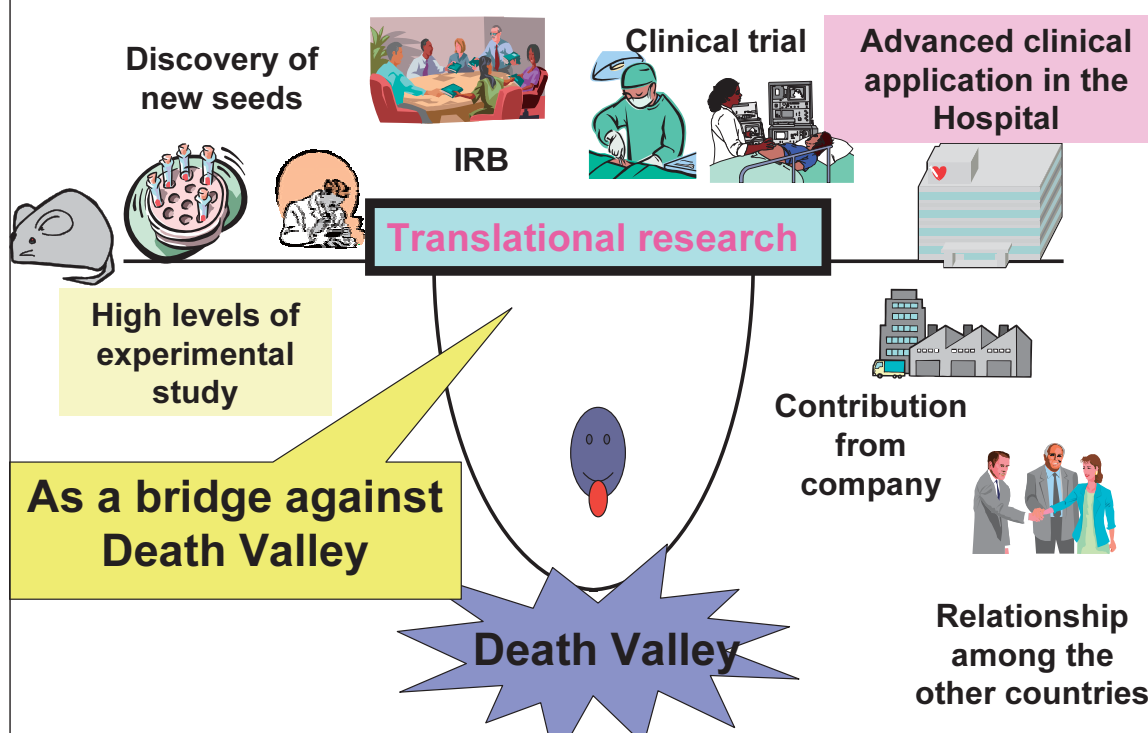 Discovery of
new seeds
IRB
Clinical trial
Advanced clinical
application in the
Hospital
Translational research
High levels of
experimental
study
As a bridge against
Death Valley
Death Valley
Contribution
from
company
Relationship
among the
other countries